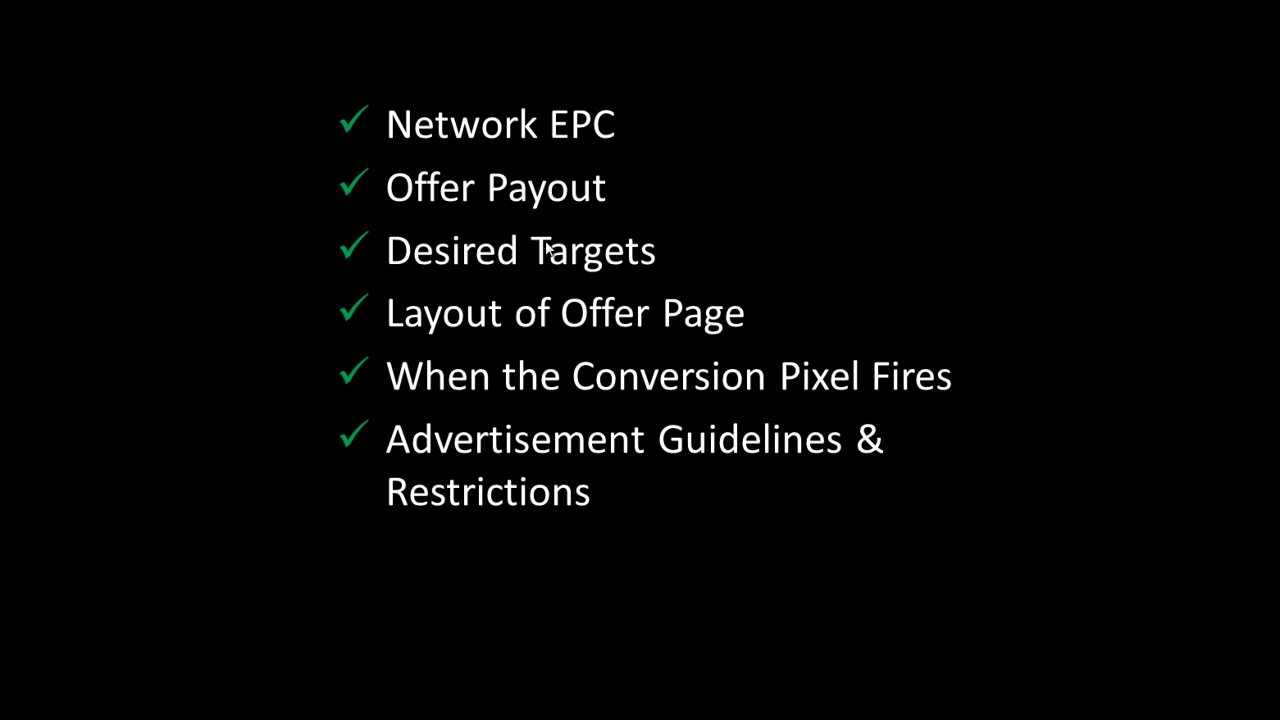 Network EPC
Offer Payout
Desired Targets
Layout of Offer Page
When the Conversion Pixel Fires
Advertisement Guidelines &
Restrictions